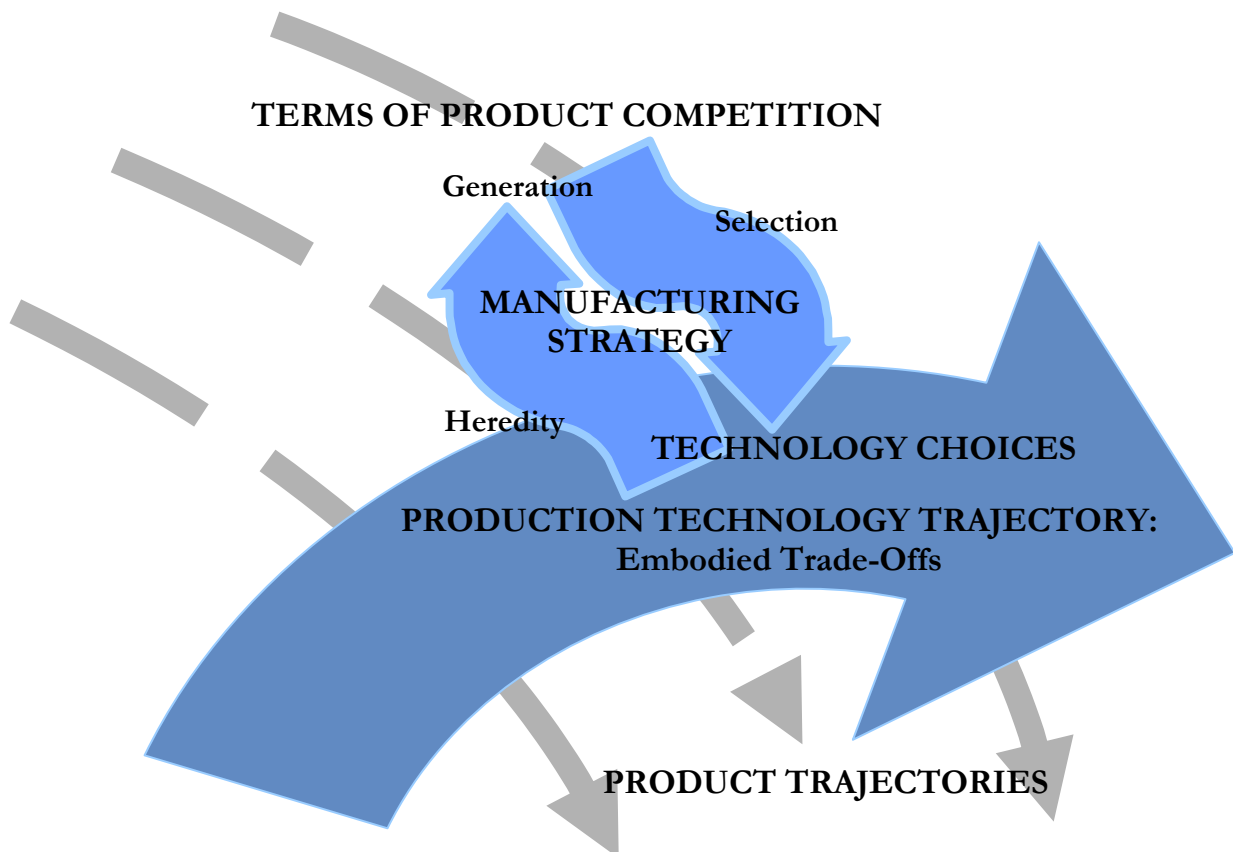 TERMS OF PRODUCT COMPETITION
Generation
Selection
MANUFACTURING
STRATEGY
Heredity
TECHNOLOGY CHOICES
PRODUCTION TECHNOLOGY TRAJECTORY:
Embodied Trade-Offs
PRODUCT TRAJECTORIES